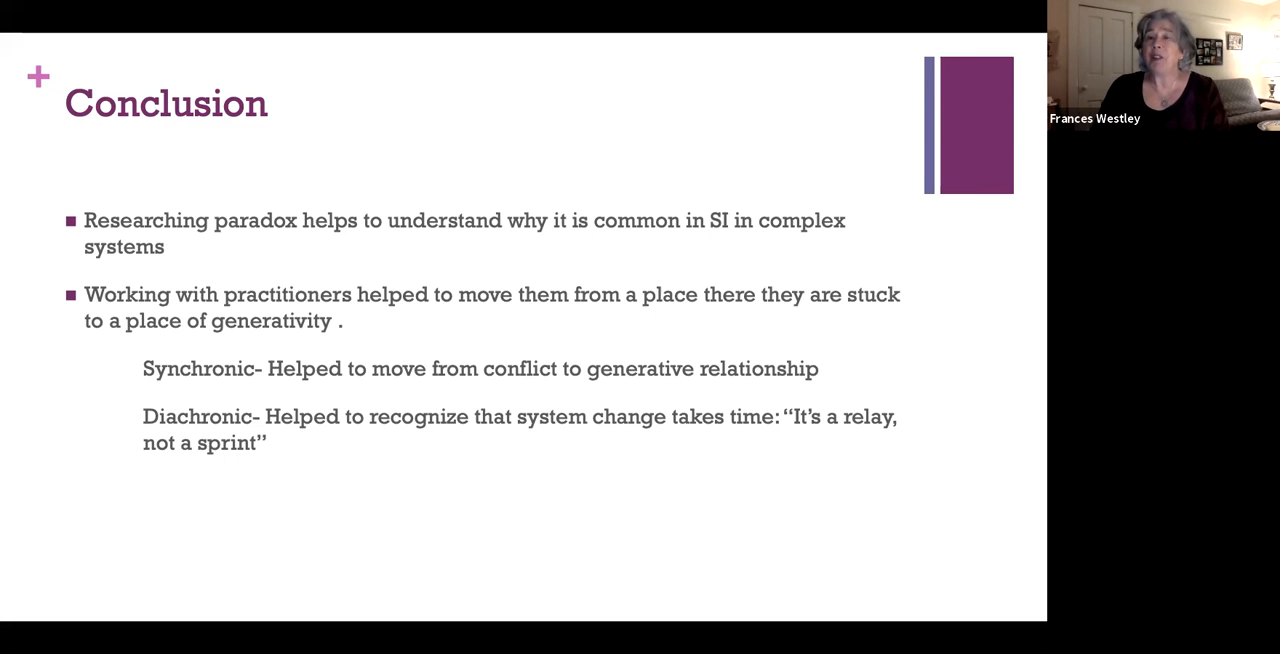 +
Conclusion
■ Researching paradox helps to understand why it is common in SI in complex
systems
■ Working with practitioners helped to move them from a place there they are stuck
to a place of generativity .
Synchronic- Helped to move from conflict to generative relationship
Diachronic- Helped to recognize that system change takes time: “It’s a relay,
not a sprint”
Frances Westley